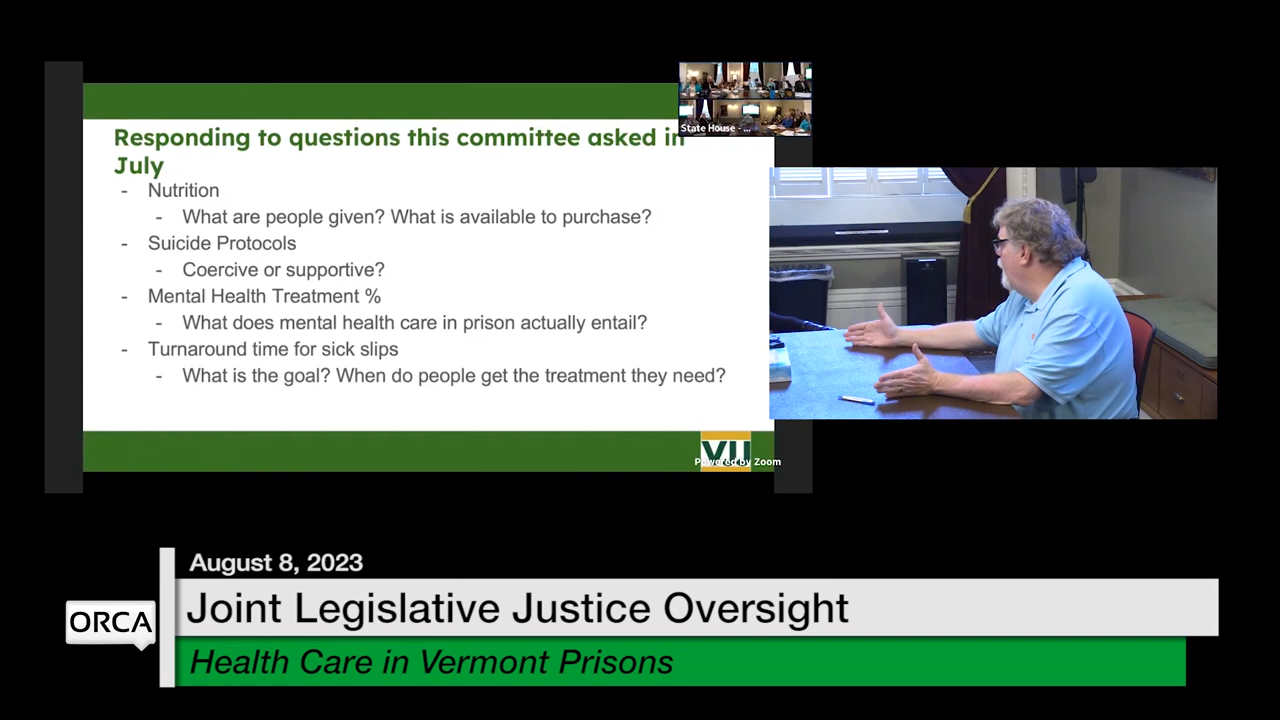 Responding to questions this committee asked in
July
- Nutrition
- What are people given? What is available to purchase?
- Suicide Protocols
- Coercive or supportive?
- Mental Health Treatment %
- What does mental health care in prison actually entail?
- Turnaround time for sick slips
- What is the goal? When do people get the treatment they need?
State House - ...
VU
Powered by Zoom
August 8, 2023
ORCA
Joint Legislative Justice Oversight
Health Care in Vermont Prisons